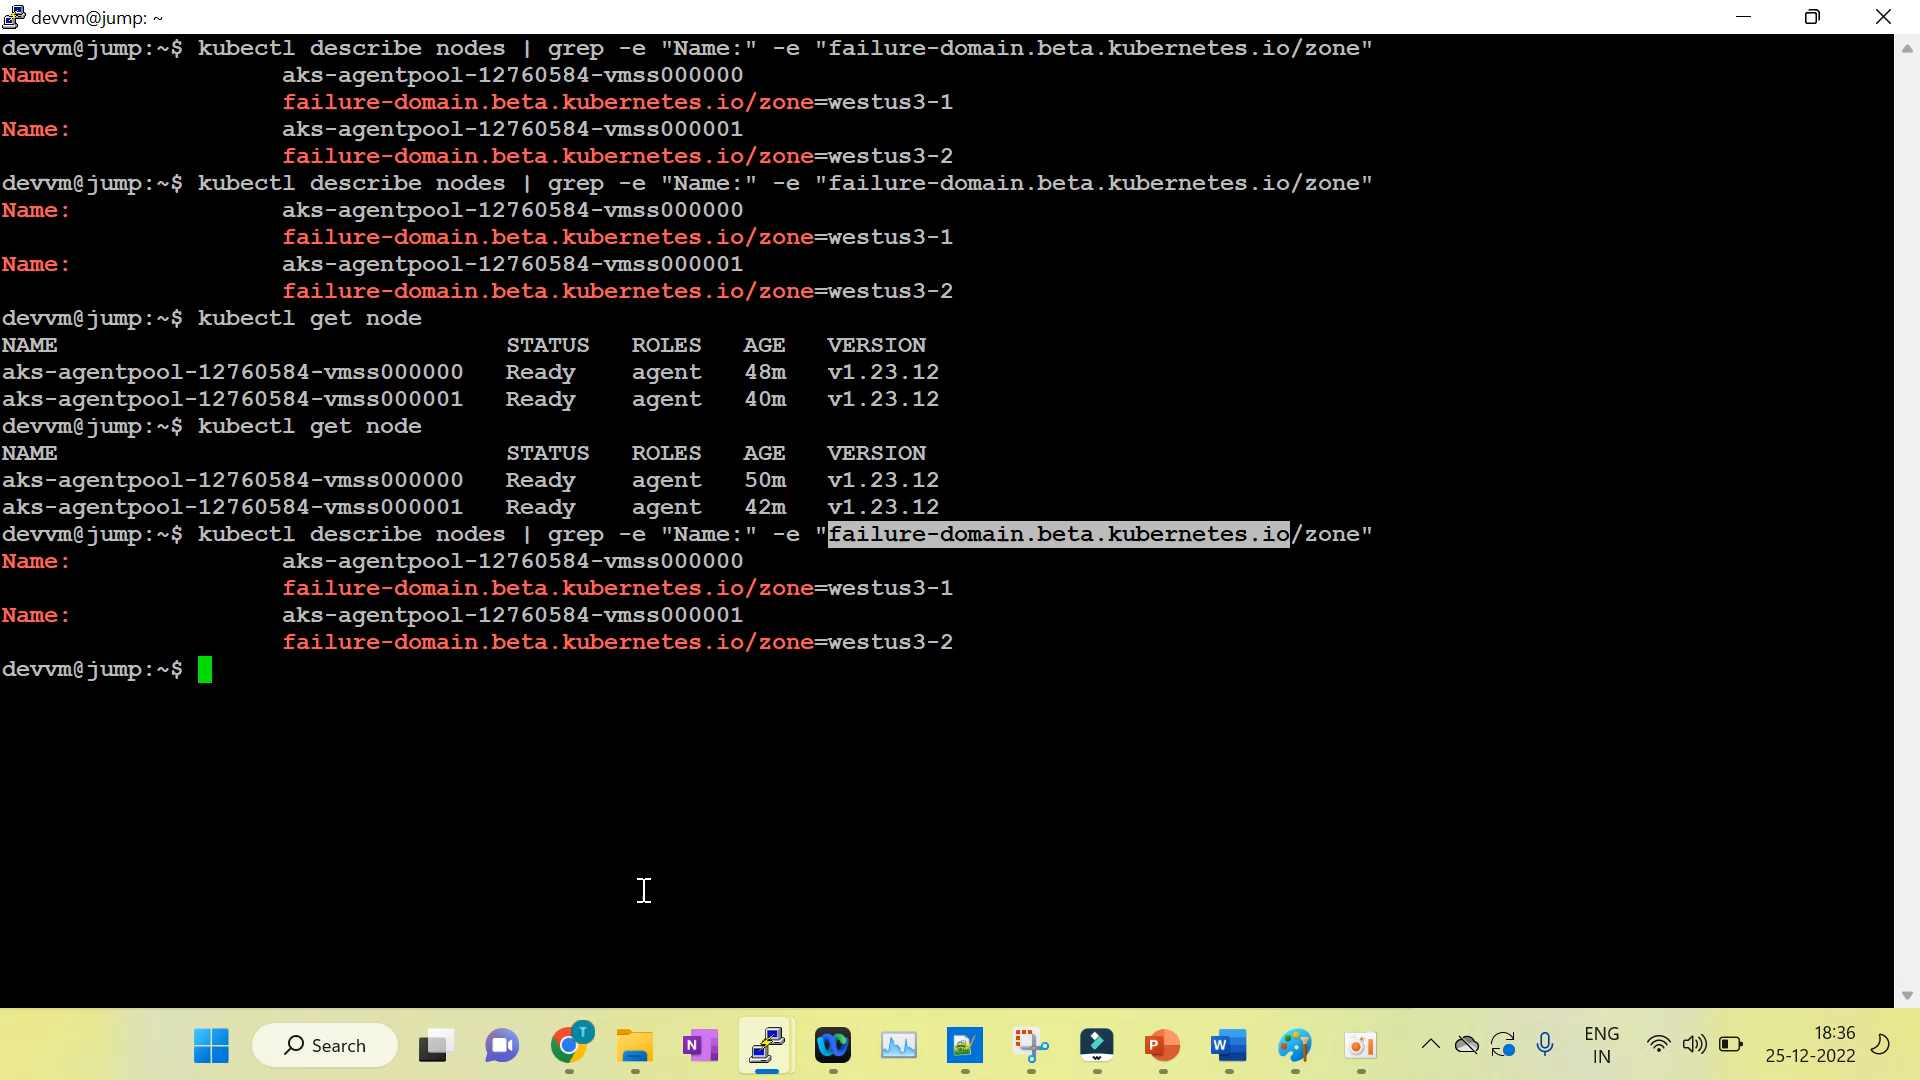 devvm@jump: ~
devvm@jump:~$ kubectl describe nodes | grep -e "Name:" -e "failure-domain.beta.kubernetes.io/zone"
Name:               aks-agentpool-12760584-vmss000000
                    failure-domain.beta.kubernetes.io/zone=westus3-1
Name:               aks-agentpool-12760584-vmss000001
                    failure-domain.beta.kubernetes.io/zone=westus3-2
devvm@jump:~$ kubectl describe nodes | grep -e "Name:" -e "failure-domain.beta.kubernetes.io/zone"
Name:               aks-agentpool-12760584-vmss000000
                    failure-domain.beta.kubernetes.io/zone=westus3-1
Name:               aks-agentpool-12760584-vmss000001
                    failure-domain.beta.kubernetes.io/zone=westus3-2
devvm@jump:~$ kubectl get node
NAME                                STATUS   ROLES   AGE   VERSION
aks-agentpool-12760584-vmss000000   Ready    agent   48m   v1.23.12
aks-agentpool-12760584-vmss000001   Ready    agent   40m   v1.23.12
devvm@jump:~$ kubectl get node
NAME                                STATUS   ROLES   AGE   VERSION
aks-agentpool-12760584-vmss000000   Ready    agent   50m   v1.23.12
aks-agentpool-12760584-vmss000001   Ready    agent   42m   v1.23.12
devvm@jump:~$ kubectl describe nodes | grep -e "Name:" -e "failure-domain.beta.kubernetes.io/zone"
Name:               aks-agentpool-12760584-vmss000000
                    failure-domain.beta.kubernetes.io/zone=westus3-1
Name:               aks-agentpool-12760584-vmss000001
                    failure-domain.beta.kubernetes.io/zone=westus3-2
devvm@jump:~$
Search
T
N
P
W
ENG
IN
18:36
25-12-2022